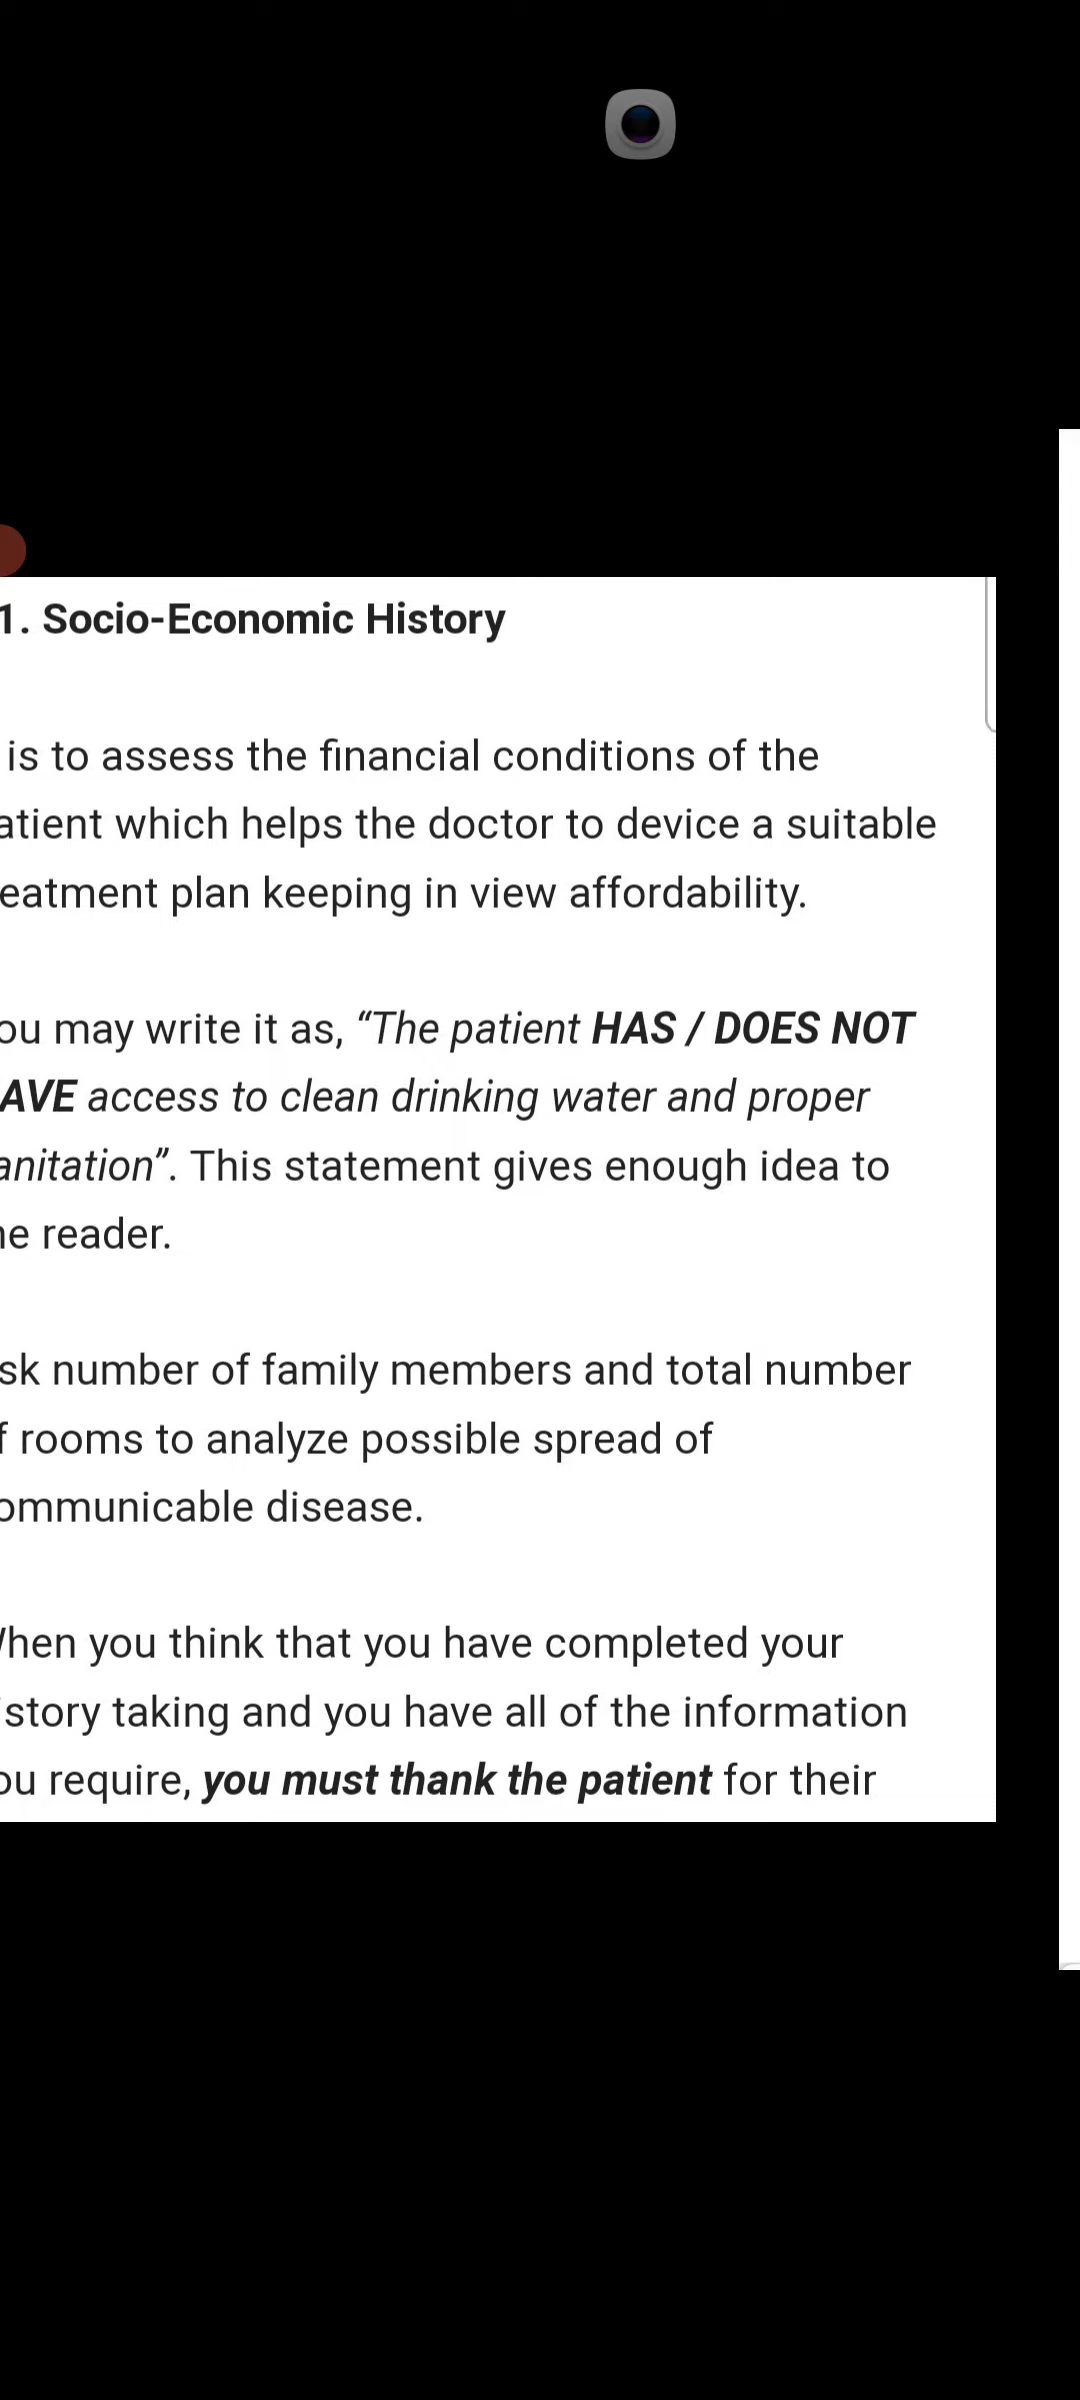 1. Socio-Economic History
is to assess the financial conditions of the
atient which helps the doctor to device a suitable
eatment plan keeping in view affordability.
ou may write it as, “The patient HAS / DOES NOT
AVE access to clean drinking water and proper
anitation”. This statement gives enough idea to
e reader.
sk number of family members and total number
f rooms to analyze possible spread of
ommunicable disease.
hen you think that you have completed your
story taking and you have all of the information
ou require, you must thank the patient for their